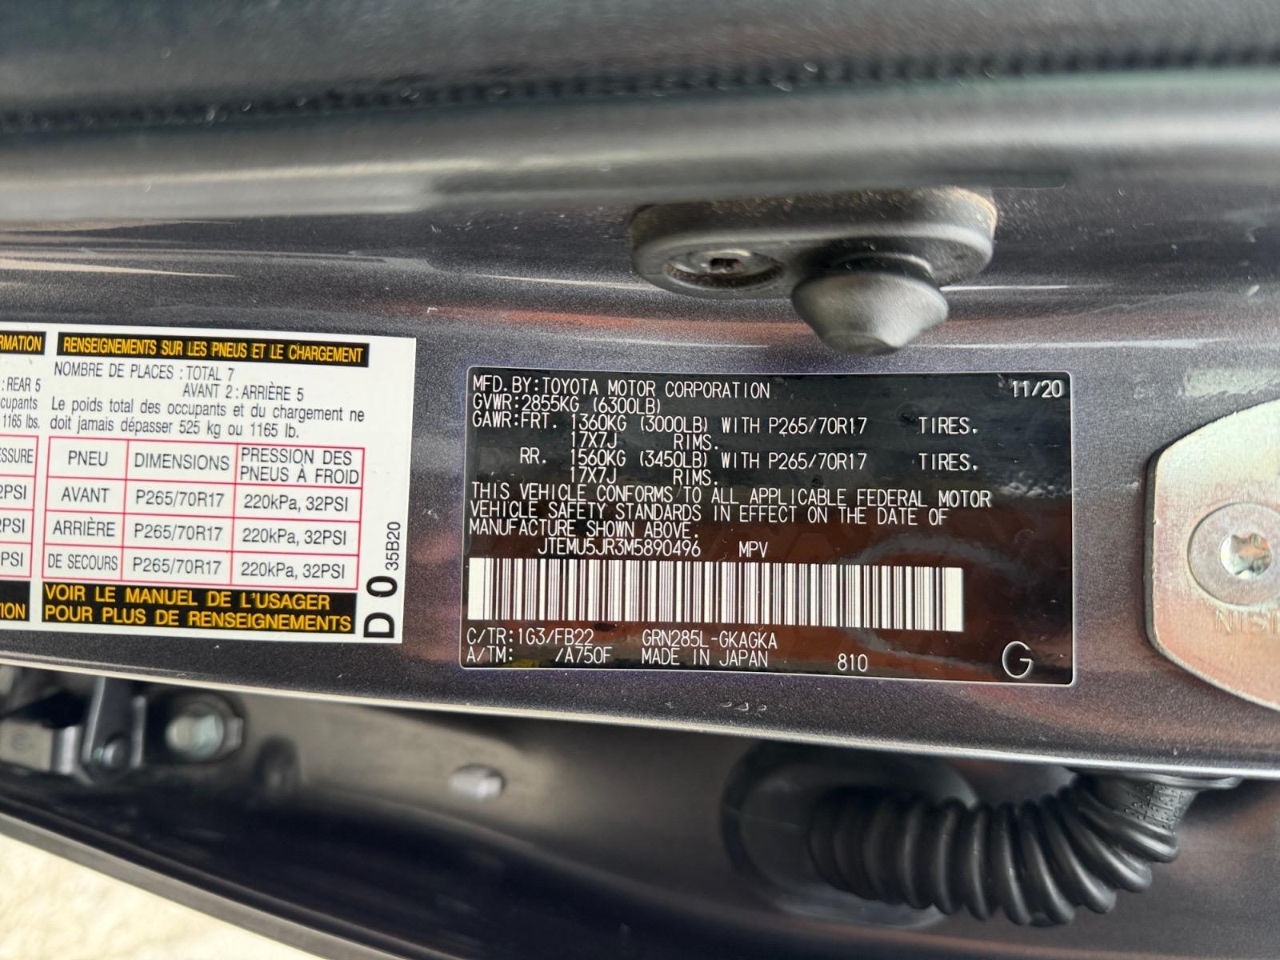 RMATION
: REAR 5
cupants
1165 lbs.
SSURE
2PSI
2PSI
2PSI
TION
RENSEIGNEMENTS SUR LES PNEUS ET LE CHARGEMENT
NOMBRE DE PLACES : TOTAL 7
AVANT 2 : ARRIÈRE 5
Le poids total des occupants et du chargement ne
doit jamais dépasser 525 kg ou 1165 lb.
PNEU DIMENSIONS PRESSION DES PNEUS À FROID
AVANT P265/70R17 220kPa, 32PSI
ARRIÈRE P265/70R17 220kPa, 32PSI
DE SECOURS P265/70R17 220kPa, 32PSI
VOIR LE MANUEL DE L'USAGER
POUR PLUS DE RENSEIGNEMENTS
D 0 35B20
MFD.BY:TOYOTA MOTOR CORPORATION 11/20
GVWR:2855KG (6300LB)
GAWR:FRT. 1360KG (3000LB) WITH P265/70R17 TIRES.
17X7J RIMS.
RR. 1560KG (3450LB) WITH P265/70R17 TIRES.
17X7J RIMS.
THIS VEHICLE CONFORMS TO ALL APPLICABLE FEDERAL MOTOR
VEHICLE SAFETY STANDARDS IN EFFECT ON THE DATE OF
MANUFACTURE SHOWN ABOVE.
JTEMU5JR3M5890496 MPV
C/TR:1G3/FB22 GRN285L-GKAGKA
A/TM: /A750F MADE IN JAPAN 810 G